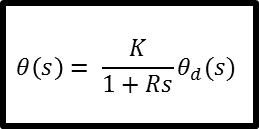 θ(s) = K / (1 + Rs) θ_d(s)